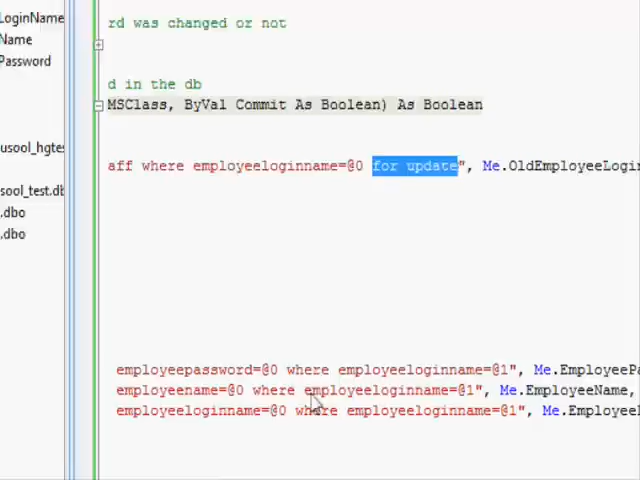 LoginName
Name
Password
usool_hgtes
sool_test.db
.dbo
.dbo
rd was changed or not
d in the db
MSClass, ByVal Commit As Boolean) As Boolean
aff where employeeloginname=@0 for update", Me.OldEmployeeLogi
employeepassword=@0 where employeeloginname=@1", Me.EmployeePa
employeename=@0 where employeeloginname=@1", Me.EmployeeName,
employeeloginname=@0 where employeeloginname=@1", Me.Employeel